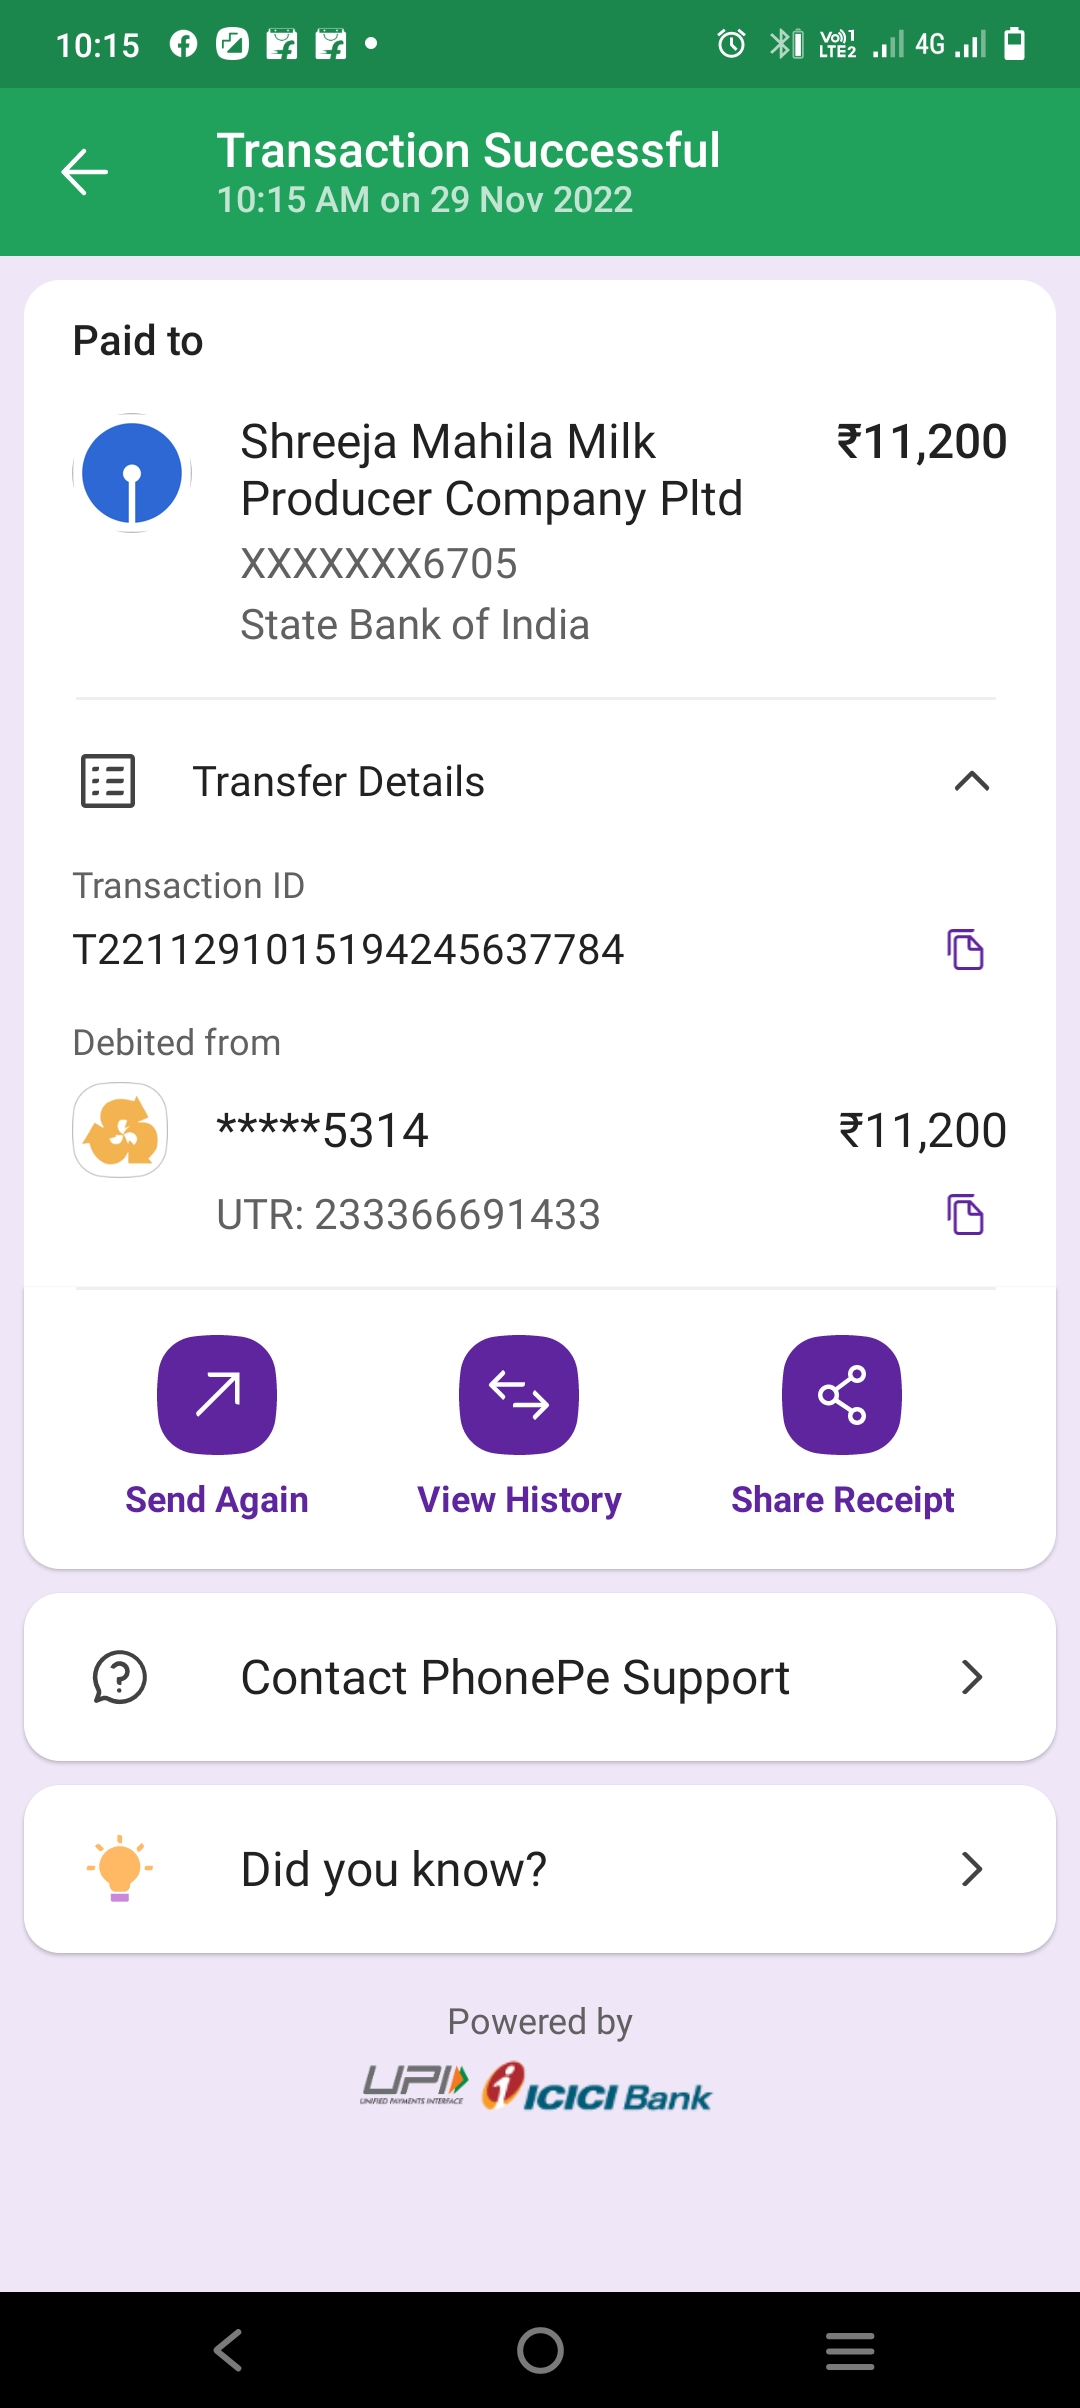 10:15
Vo))1
LTE2
4G
Transaction Successful
10:15 AM on 29 Nov 2022
Paid to
Shreeja Mahila Milk ₹11,200
Producer Company Pltd
XXXXXXX6705
State Bank of India
Transfer Details
Transaction ID
T2211291015194245637784
Debited from
*****5314 ₹11,200
UTR: 233366691433
Send Again View History Share Receipt
Contact PhonePe Support
Did you know?
Powered by
UPI ICICI Bank
UNIFIED PAYMENTS INTERFACE